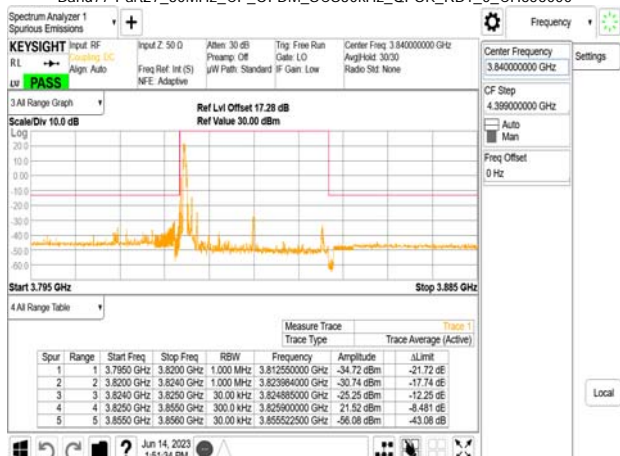 Spectrum Analyzer 1
Spurious Emissions
Frequency
KEYSIGHT
Input: RF
Coupling: DC
Align: Auto
Input Z: 50 Ω
Freq Ref: Int (S)
NFE: Adaptive
Atten: 30 dB
Preamp: Off
µW Path: Standard
Trig: Free Run
Gate: LO
IF Gain: Low
Center Freq: 3.840000000 GHz
Avg|Hold: 30/30
Radio Std: None
RL
LU PASS
Center Frequency
3.840000000 GHz
Settings
CF Step
4.399000000 GHz
Auto
Man
Freq Offset
0 Hz
Local
3 All Range Graph
Scale/Div 10.0 dB
Ref Lvl Offset 17.28 dB
Ref Value 30.00 dBm
Log
20.0
10.0
0.00
-10.0
-20.0
-30.0
-40.0
-50.0
-60.0
Start 3.795 GHz
Stop 3.885 GHz
4 All Range Table
Measure Trace Trace 1
Trace Type Trace Average (Active)
Spur Range Start Freq Stop Freq RBW Frequency Amplitude ΔLimit
1 1 3.7950 GHz 3.8200 GHz 1.000 MHz 3.812550000 GHz -34.72 dBm -21.72 dB
2 2 3.8200 GHz 3.8240 GHz 1.000 MHz 3.823984000 GHz -30.74 dBm -17.74 dB
3 3 3.8240 GHz 3.8250 GHz 30.00 kHz 3.824885000 GHz -25.25 dBm -12.25 dB
4 4 3.8250 GHz 3.8550 GHz 300.0 kHz 3.825900000 GHz 21.52 dBm -8.481 dB
5 5 3.8550 GHz 3.8560 GHz 30.00 kHz 3.855522500 GHz -56.08 dBm -43.08 dB
Jun 14, 2023
1:51:34 PM